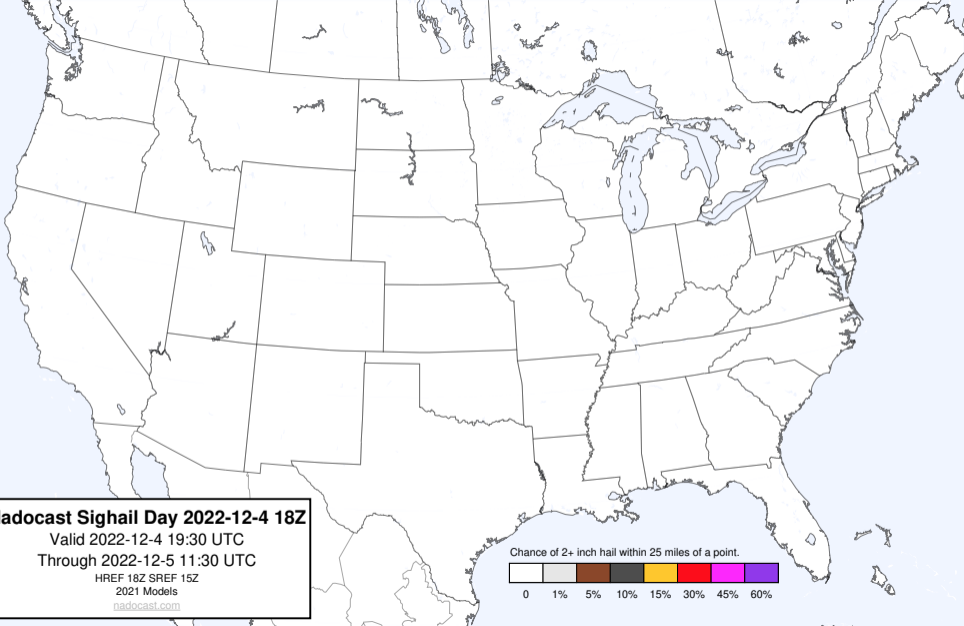 adocast Sighail Day 2022-12-4 18Z
Valid 2022-12-4 19:30 UTC
Through 2022-12-5 11:30 UTC
HREF 18Z SREF 15Z
2021 Models
nadocast.com
Chance of 2+ inch hail within 25 miles of a point.
0 1% 5% 10% 15% 30% 45% 60%